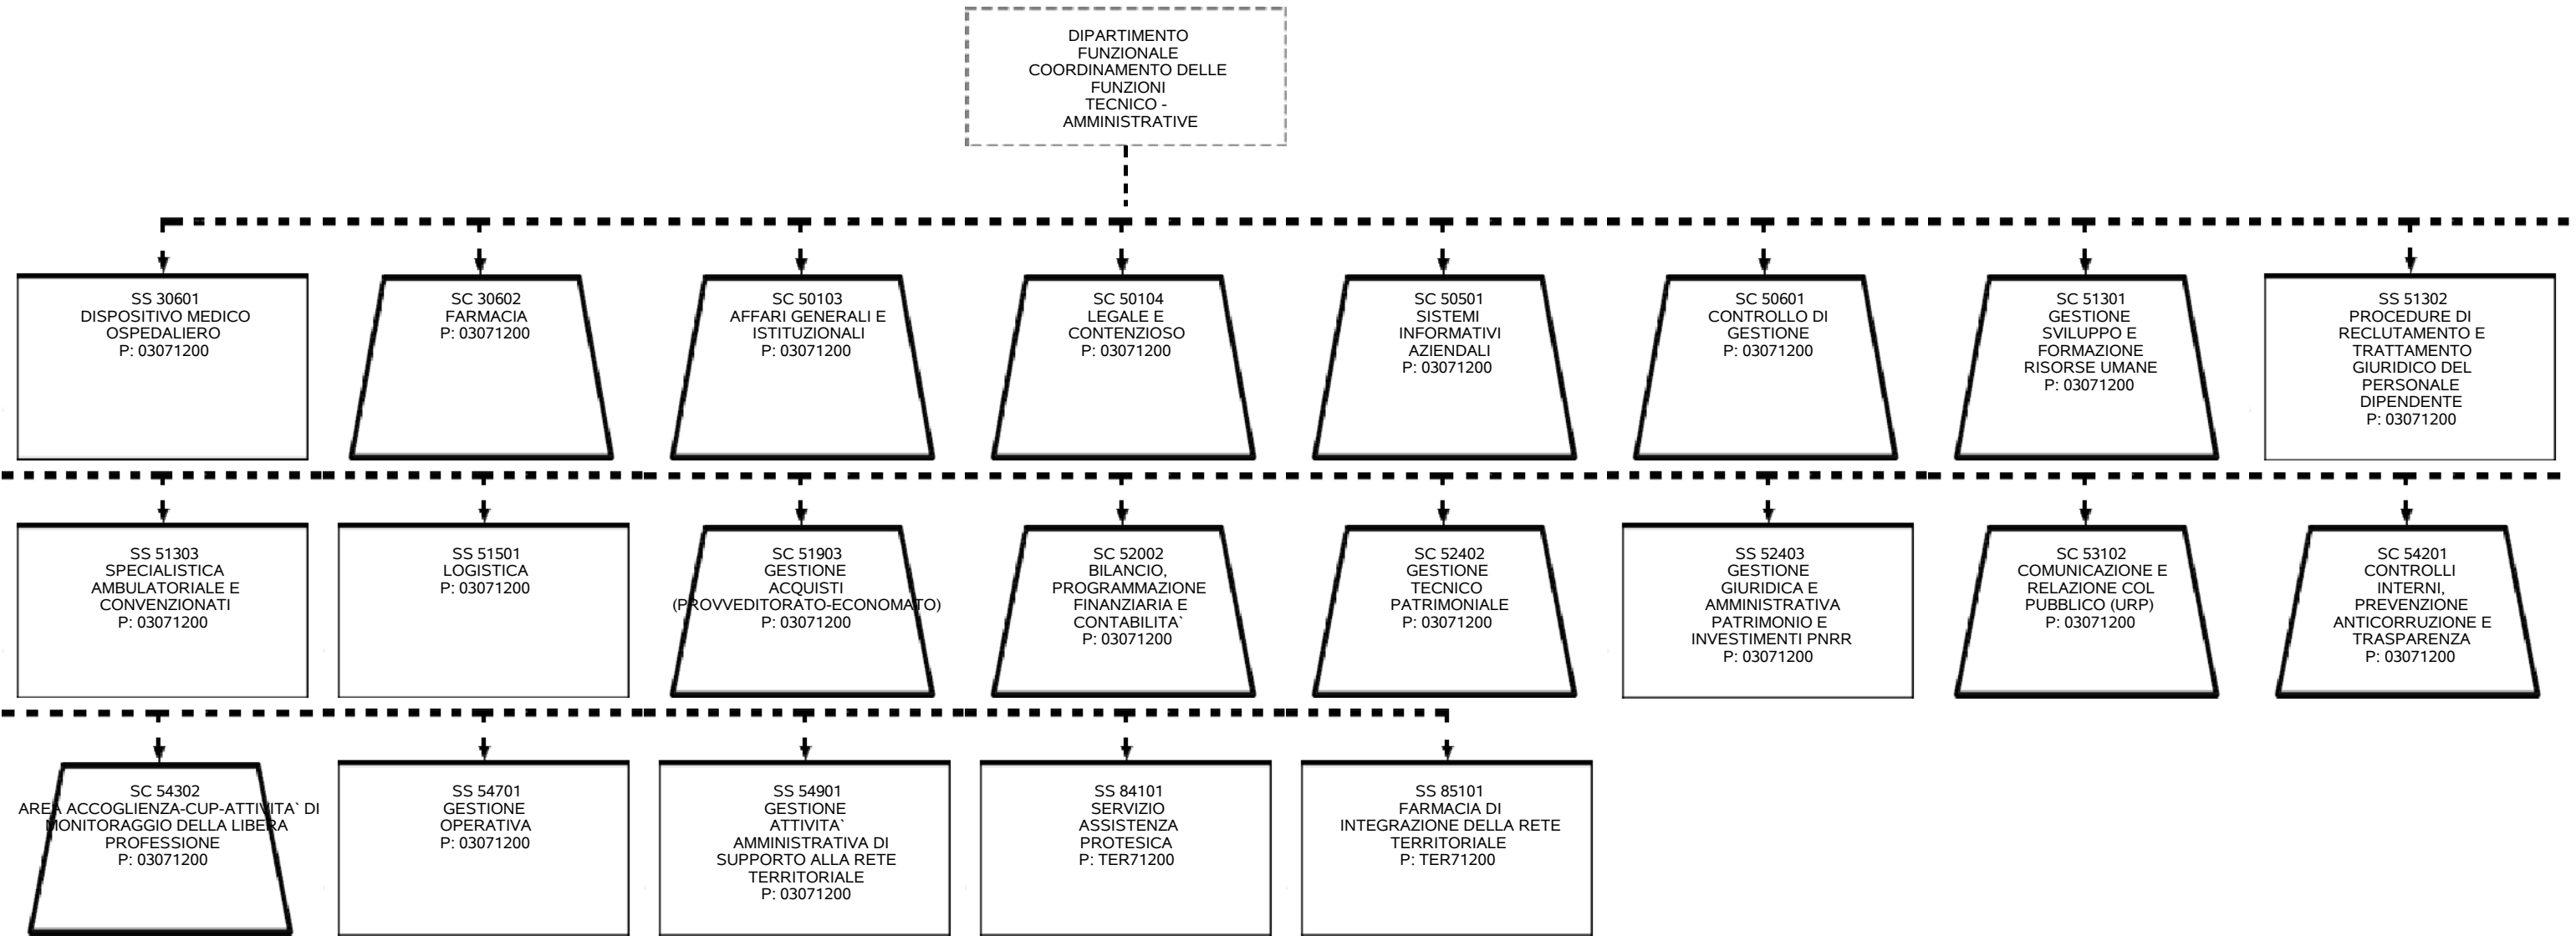 DIPARTIMENTO
FUNZIONALE
COORDINAMENTO DELLE
FUNZIONI
TECNICO -
AMMINISTRATIVE
SS 30601
DISPOSITIVO MEDICO
OSPEDALIERO
P: 03071200
SC 30602
FARMACIA
P: 03071200
SC 50103
AFFARI GENERALI E
ISTITUZIONALI
P: 03071200
SC 50104
LEGALE E
CONTENZIOSO
P: 03071200
SC 50501
SISTEMI
INFORMATIVI
AZIENDALI
P: 03071200
SC 50601
CONTROLLO DI
GESTIONE
P: 03071200
SC 51301
GESTIONE
SVILUPPO E
FORMAZIONE
RISORSE UMANE
P: 03071200
SS 51302
PROCEDURE DI
RECLUTAMENTO E
TRATTAMENTO
GIURIDICO DEL
PERSONALE
DIPENDENTE
P: 03071200
SS 51303
SPECIALISTICA
AMBULATORIALE E
CONVENZIONATI
P: 03071200
SS 51501
LOGISTICA
P: 03071200
SC 51903
GESTIONE
ACQUISTI
(PROVVEDITORATO-ECONOMATO)
P: 03071200
SC 52002
BILANCIO,
PROGRAMMAZIONE
FINANZIARIA E
CONTABILITA`
P: 03071200
SC 52402
GESTIONE
TECNICO
PATRIMONIALE
P: 03071200
SS 52403
GESTIONE
GIURIDICA E
AMMINISTRATIVA
PATRIMONIO E
INVESTIMENTI PNRR
P: 03071200
SC 53102
COMUNICAZIONE E
RELAZIONE COL
PUBBLICO (URP)
P: 03071200
SC 54201
CONTROLLI
INTERNI,
PREVENZIONE
ANTICORRUZIONE E
TRASPARENZA
P: 03071200
SC 54302
AREA ACCOGLIENZA-CUP-ATTIVITA` DI
MONITORAGGIO DELLA LIBERA
PROFESSIONE
P: 03071200
SS 54701
GESTIONE
OPERATIVA
P: 03071200
SS 54901
GESTIONE
ATTIVITA`
AMMINISTRATIVA DI
SUPPORTO ALLA RETE
TERRITORIALE
P: 03071200
SS 84101
SERVIZIO
ASSISTENZA
PROTESICA
P: TER71200
SS 85101
FARMACIA DI
INTEGRAZIONE DELLA RETE
TERRITORIALE
P: TER71200